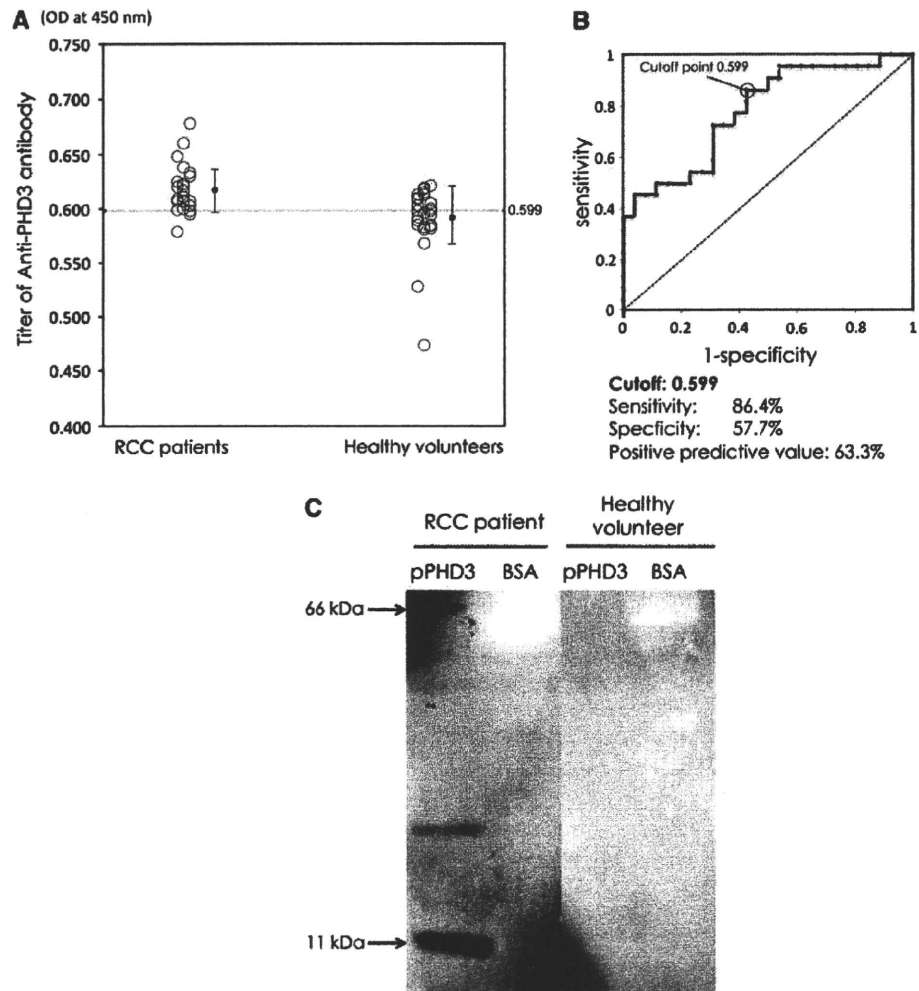 A (OD at 450 nm)
Titer of Anti-PHD3 antibody
0.750
0.700
0.650
0.600
0.550
0.500
0.450
0.400
0.599
RCC patients
Healthy volunteers
B
Cutoff point 0.599
sensitivity
1
0.8
0.6
0.4
0.2
0
0 0.2 0.4 0.6 0.8 1
1-specificity
Cutoff: 0.599
Sensitivity: 86.4%
Specficity: 57.7%
Positive predictive value: 63.3%
C
RCC patient
Healthy
volunteer
pPHD3 BSA pPHD3 BSA
66 kDa
11 kDa